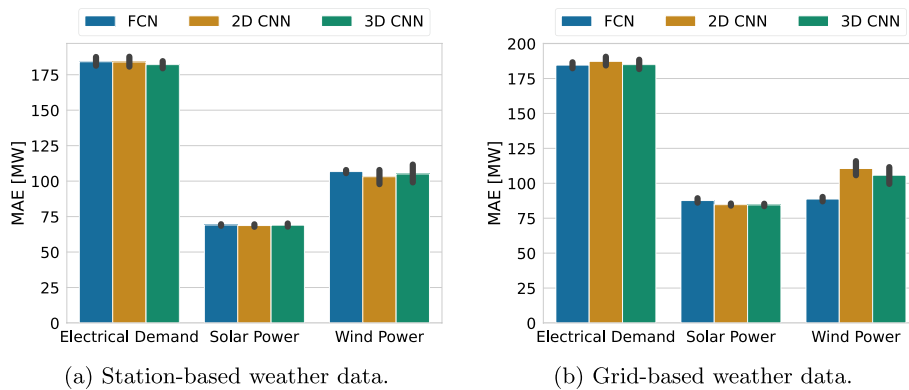 FCN 2D CNN 3D CNN
MAE [MW]
175
150
125
100
75
50
25
0
Electrical Demand Solar Power Wind Power
(a) Station-based weather data.
FCN 2D CNN 3D CNN
MAE [MW]
200
175
150
125
100
75
50
25
0
Electrical Demand Solar Power Wind Power
(b) Grid-based weather data.